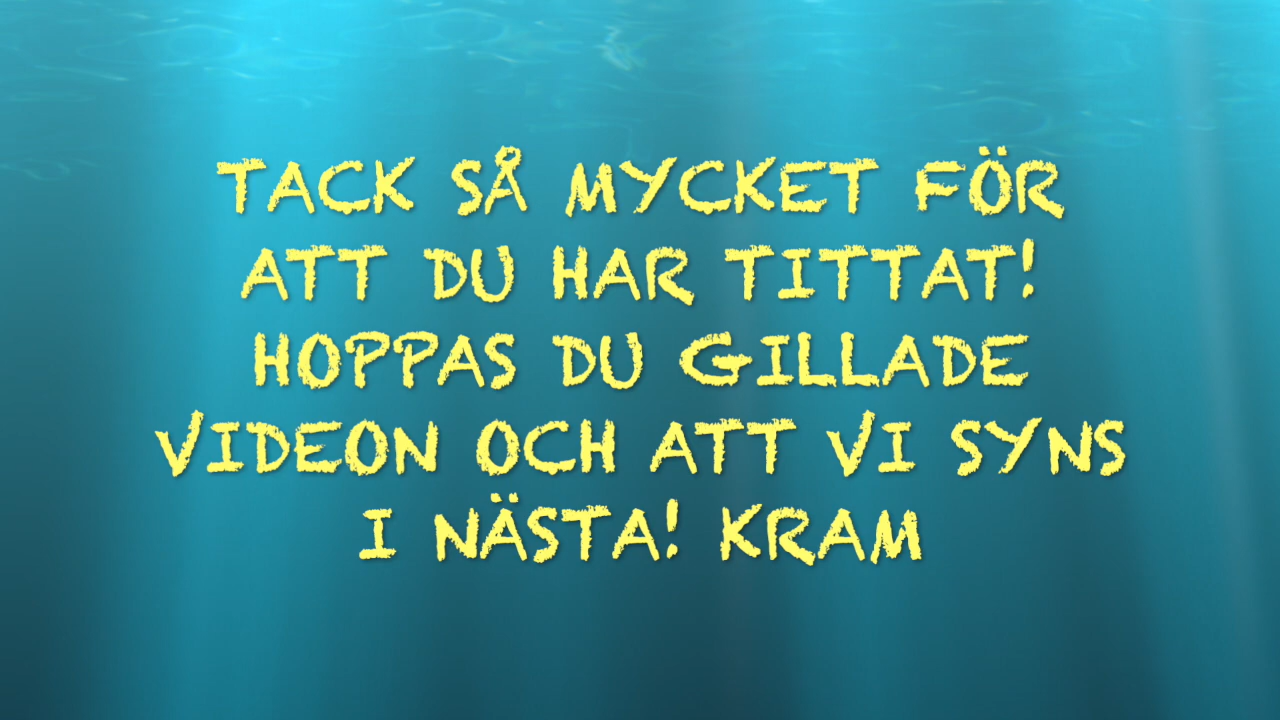 TACK SÅ MYCKET FÖR
ATT DU HAR TITTAT!
HOPPAS DU GILLADE
VIDEON OCH ATT VI SYNS
I NÄSTA! KRAM